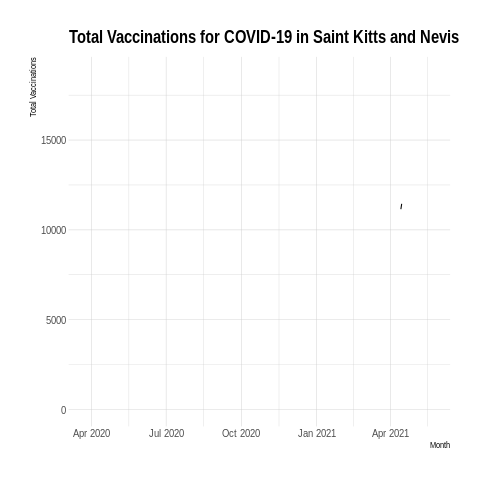 Total Vaccinations for COVID-19 in Saint Kitts and Nevis
Total Vaccinations
15000
10000
5000
0
Apr 2020 Jul 2020 Oct 2020 Jan 2021 Apr 2021
Month